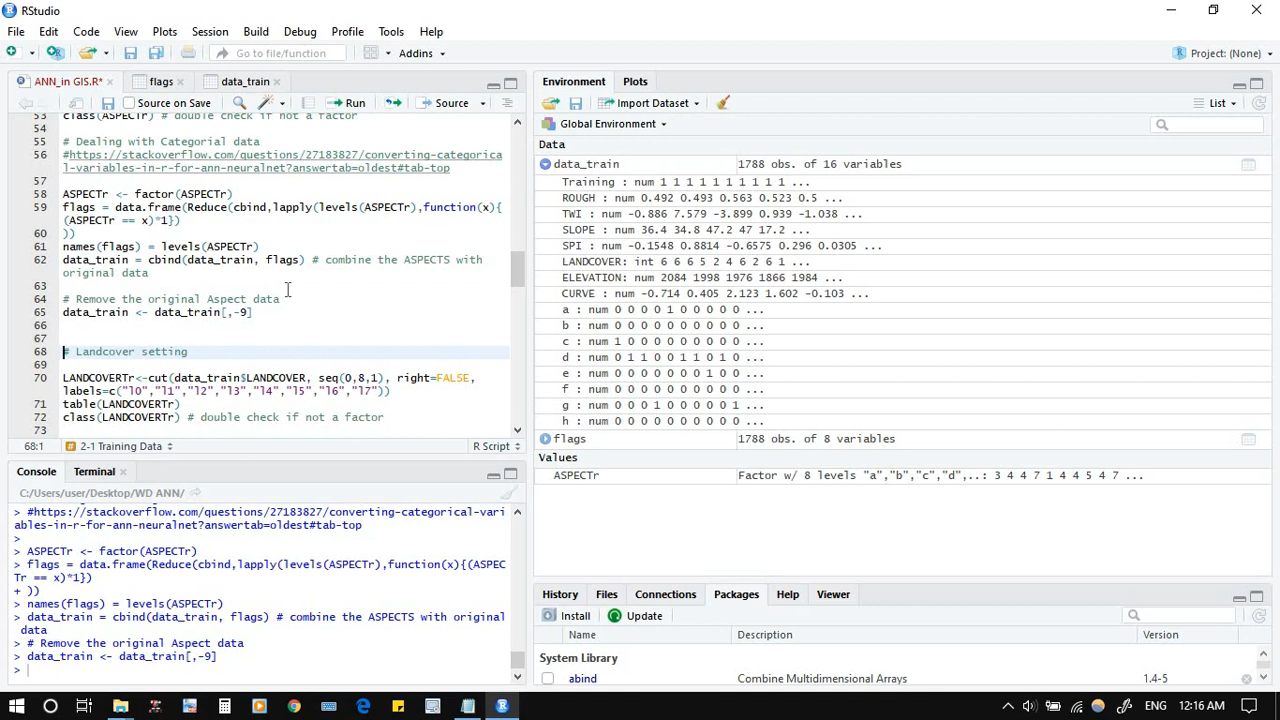 RStudio
File Edit Code View Plots Session Build Debug Profile Tools Help
Go to file/function Addins Project: (None)
ANN_in GIS.R* flags data_train
Source on Save Run Source
53 class(ASPECTr) # double check if not a factor
54
55 # Dealing with Categorial data
56 #https://stackoverflow.com/questions/27183827/converting-categorica
l-variables-in-r-for-ann-neuralnet?answertab=oldest#tab-top
57
58 ASPECTr <- factor(ASPECTr)
59 flags = data.frame(Reduce(cbind,lapply(levels(ASPECTr),function(x){
(ASPECTr == x)*1})
60 ))
61 names(flags) = levels(ASPECTr)
62 data_train = cbind(data_train, flags) # combine the ASPECTS with
original data
63
64 # Remove the original Aspect data
65 data_train <- data_train[,-9]
66
67
68 # Landcover setting
69
70 LANDCOVERTr<-cut(data_train$LANDCOVER, seq(0,8,1), right=FALSE,
labels=c("l0","l1","l2","l3","l4","l5","l6","l7"))
71 table(LANDCOVERTr)
72 class(LANDCOVERTr) # double check if not a factor
73
68:1 2-1 Training Data R Script
Console Terminal
C:/Users/user/Desktop/WD ANN/
> #https://stackoverflow.com/questions/27183827/converting-categorical-vari
ables-in-r-for-ann-neuralnet?answertab=oldest#tab-top
>
> ASPECTr <- factor(ASPECTr)
> flags = data.frame(Reduce(cbind,lapply(levels(ASPECTr),function(x){(ASPEC
Tr == x)*1})
+ ))
> names(flags) = levels(ASPECTr)
> data_train = cbind(data_train, flags) # combine the ASPECTS with original
data
> # Remove the original Aspect data
> data_train <- data_train[,-9]
>
Environment Plots
Import Dataset List
Global Environment
Data
data_train 1788 obs. of 16 variables
Training : num 1 1 1 1 1 1 1 1 1 1 ...
ROUGH : num 0.492 0.493 0.563 0.523 0.5 ...
TWI : num -0.886 7.579 -3.899 0.939 -1.038 ...
SLOPE : num 36.4 34.8 47.2 47 17.2 ...
SPI : num -0.1548 0.8814 -0.6575 0.296 0.0305 ...
LANDCOVER: int 6 6 6 5 2 4 6 2 6 1 ...
ELEVATION: num 2084 1998 1976 1866 1984 ...
CURVE : num -0.714 0.405 2.123 1.602 -0.103 ...
a : num 0 0 0 0 1 0 0 0 0 0 ...
b : num 0 0 0 0 0 0 0 0 0 0 ...
c : num 1 0 0 0 0 0 0 0 0 0 ...
d : num 0 1 1 0 0 1 1 0 1 0 ...
e : num 0 0 0 0 0 0 0 1 0 0 ...
f : num 0 0 0 0 0 0 0 0 0 0 ...
g : num 0 0 0 1 0 0 0 0 0 1 ...
h : num 0 0 0 0 0 0 0 0 0 0 ...
flags 1788 obs. of 8 variables
Values
ASPECTr Factor w/ 8 levels "a","b","c","d",..: 3 4 4 7 1 4 4 5 4 7 ...
History Files Connections Packages Help Viewer
Install Update
Name Description Version
System Library
abind Combine Multidimensional Arrays 1.4-5
ENG 12:16 AM